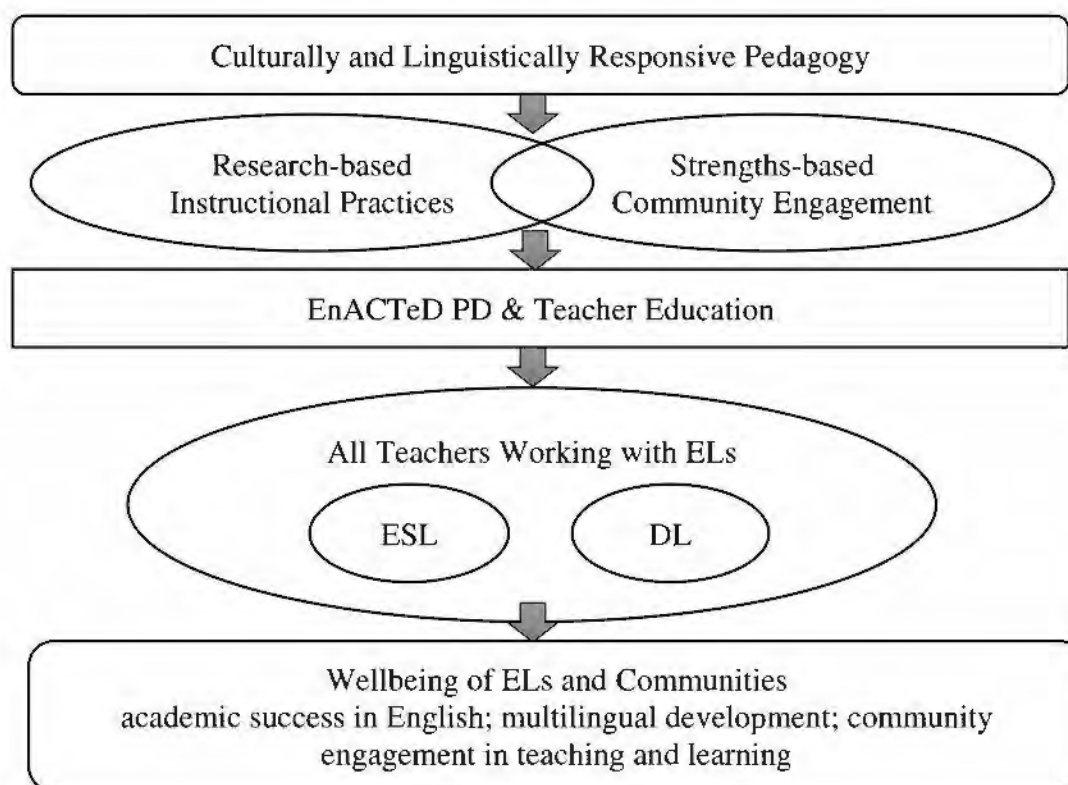 Culturally and Linguistically Responsive Pedagogy
Research-based
Instructional Practices
Strengths-based
Community Engagement
EnACTeD PD & Teacher Education
All Teachers Working with ELs
ESL
DL
Wellbeing of ELs and Communities
academic success in English; multilingual development; community
engagement in teaching and learning